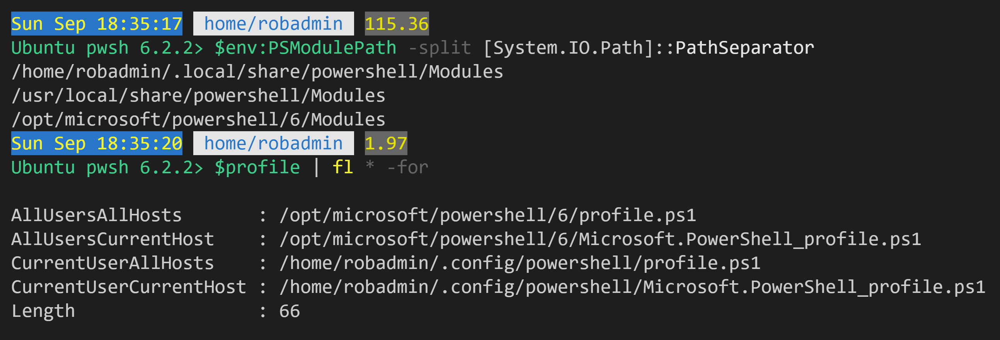 Sun Sep 18:35:17 home/robadmin 115.36
Ubuntu pwsh 6.2.2> $env:PSModulePath -split [System.IO.Path]::PathSeparator
/home/robadmin/.local/share/powershell/Modules
/usr/local/share/powershell/Modules
/opt/microsoft/powershell/6/Modules
Sun Sep 18:35:20 home/robadmin 1.97
Ubuntu pwsh 6.2.2> $profile | fl * -for
AllUsersAllHosts       : /opt/microsoft/powershell/6/profile.ps1
AllUsersCurrentHost    : /opt/microsoft/powershell/6/Microsoft.PowerShell_profile.ps1
CurrentUserAllHosts    : /home/robadmin/.config/powershell/profile.ps1
CurrentUserCurrentHost : /home/robadmin/.config/powershell/Microsoft.PowerShell_profile.ps1
Length                 : 66